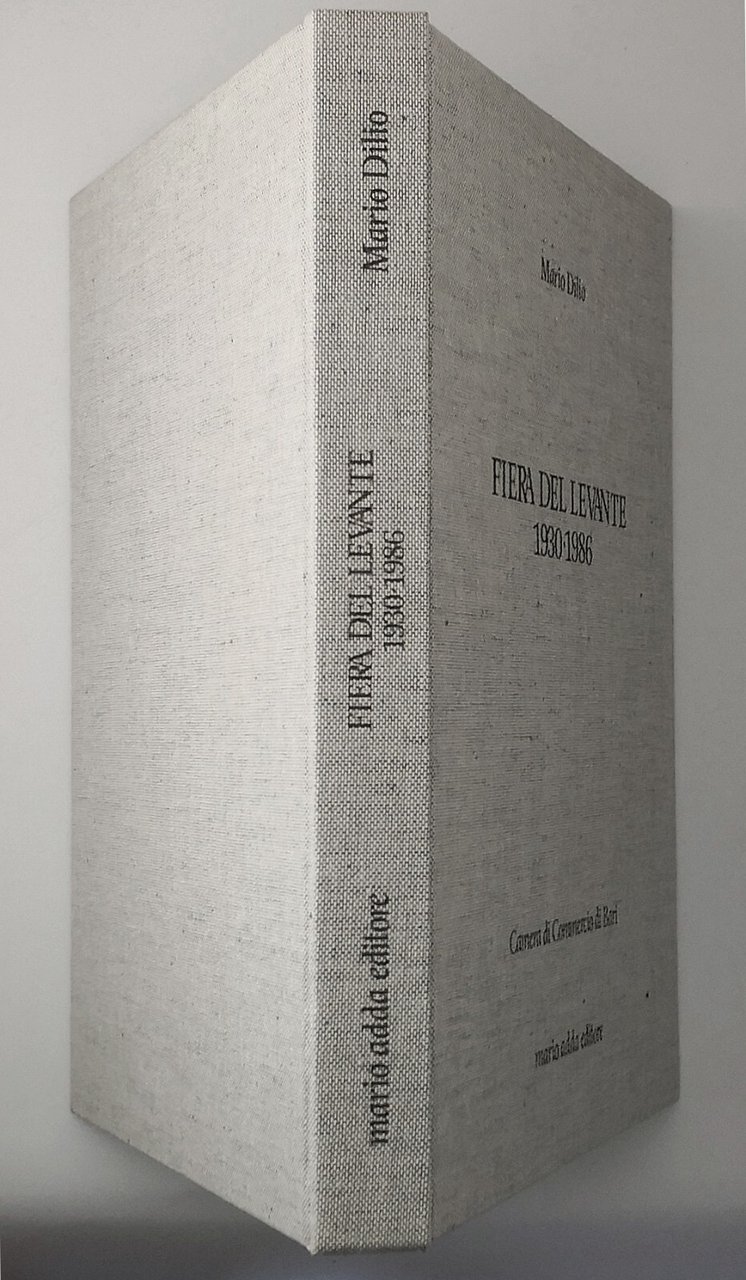 Mario Dilio
FIERA DEL LEVANTE
1930·1986
mario adda editore
Mario Dilio
FIERA DEL LEVANTE
1930·1986
Camera di Commercio di Bari
mario adda editore